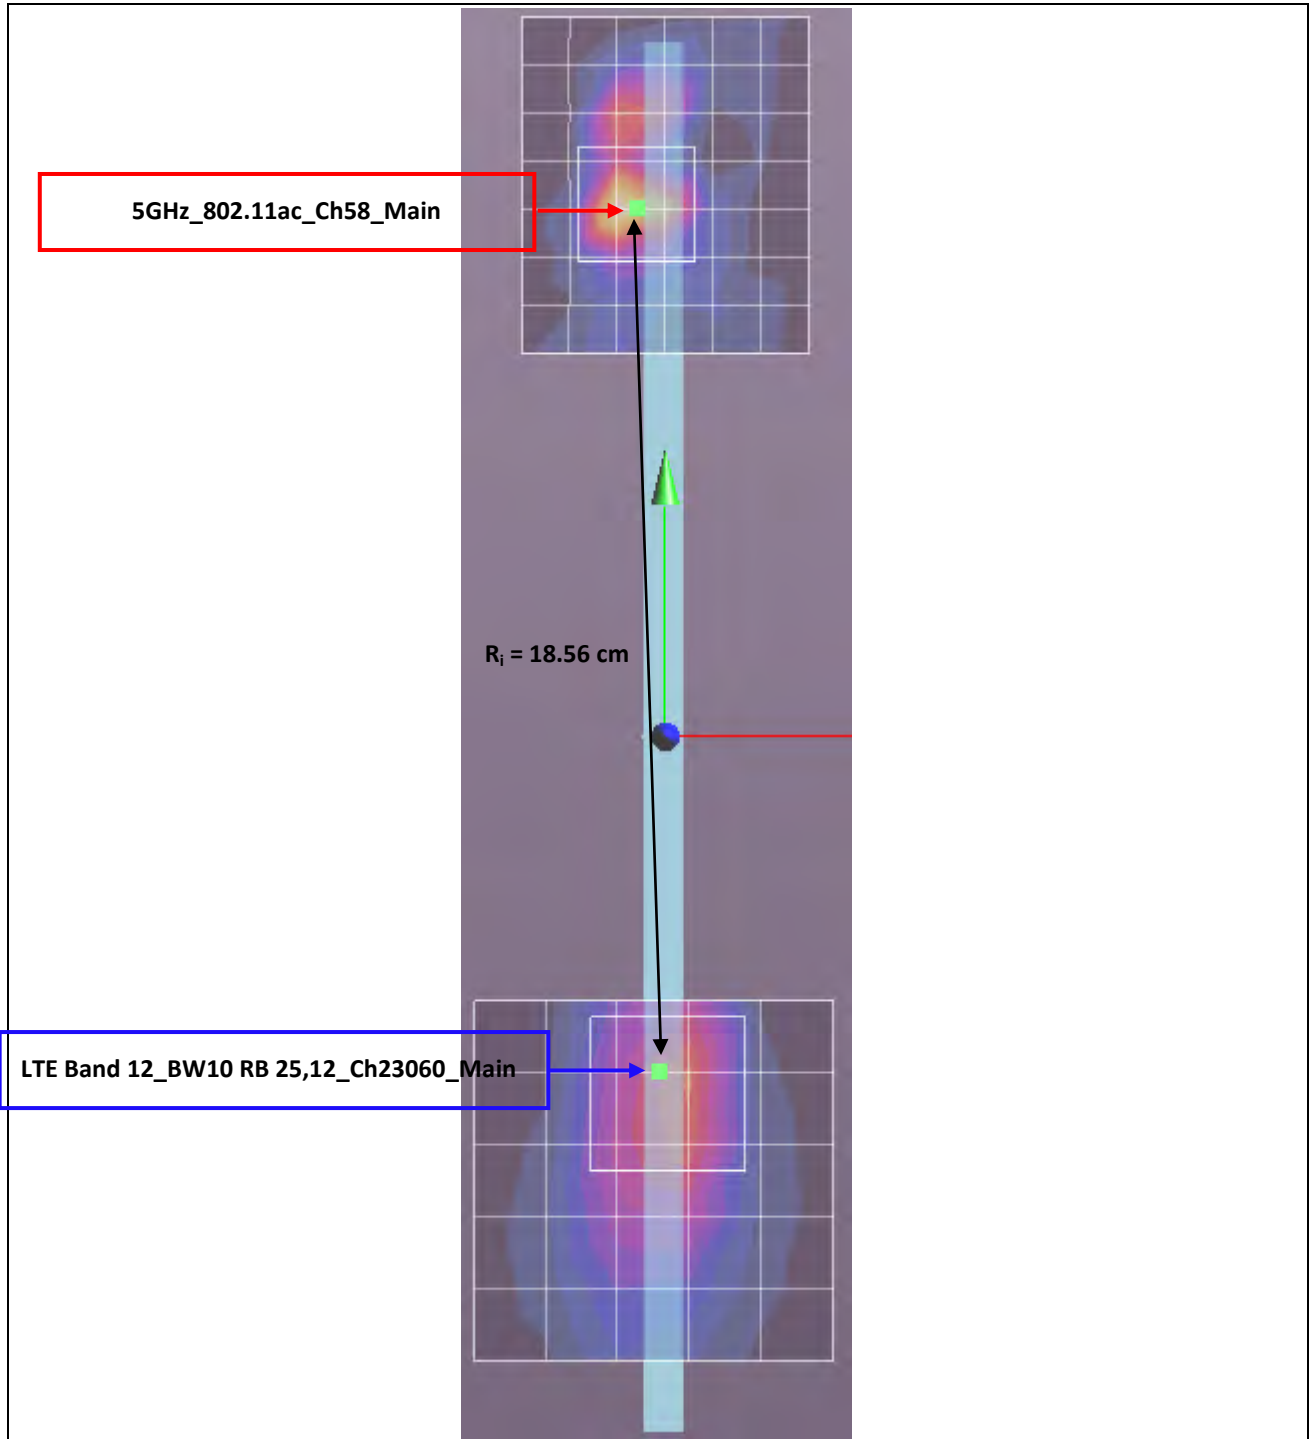 5GHz_802.11ac_Ch58_Main
Rᵢ = 18.56 cm
LTE Band 12_BW10 RB 25,12_Ch23060_Main